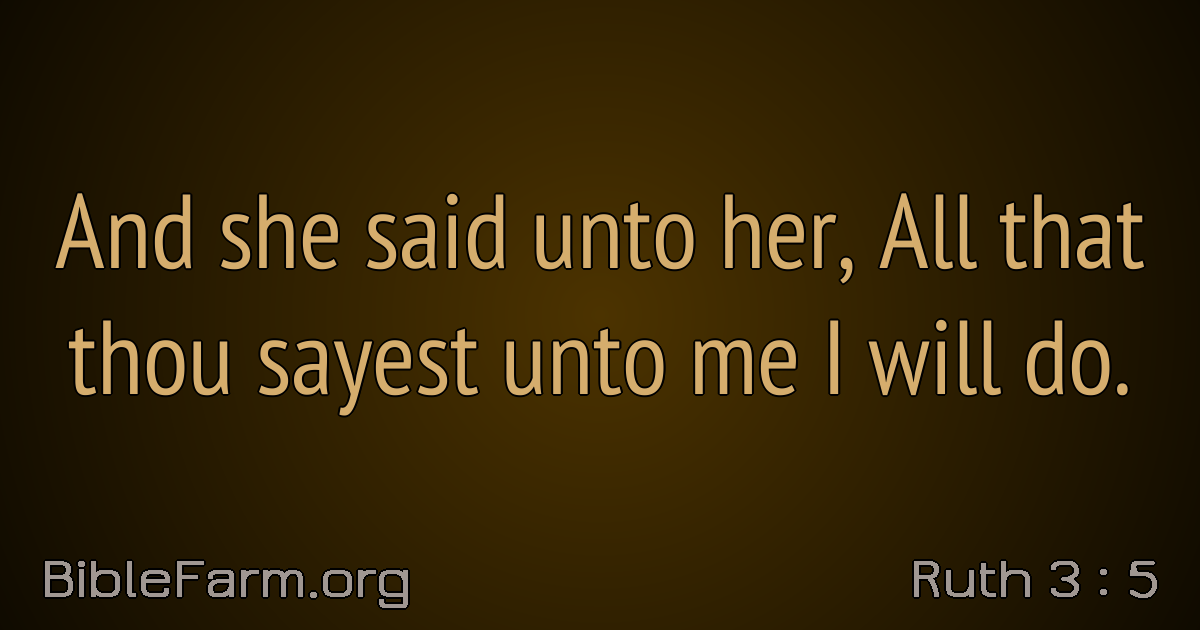 And she said unto her, All that
thou sayest unto me I will do.
BibleFarm.org
Ruth 3 : 5